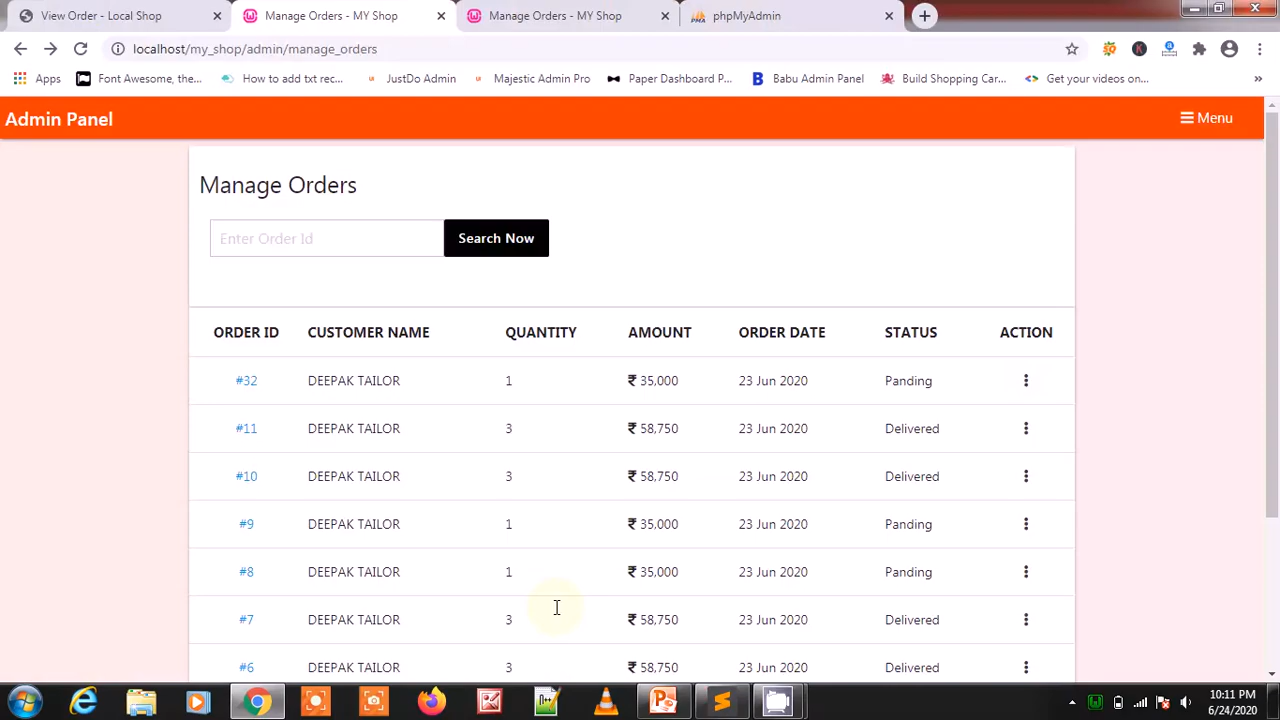 View Order - Local Shop
Manage Orders - MY Shop
Manage Orders - MY Shop
phpMyAdmin
localhost/my_shop/admin/manage_orders
Apps
Font Awesome, the...
How to add txt rec...
JustDo Admin
Majestic Admin Pro
Paper Dashboard P...
Babu Admin Panel
Build Shopping Car...
Get your videos on...
»
Admin Panel
Menu
Manage Orders
Enter Order Id
Search Now
ORDER ID CUSTOMER NAME QUANTITY AMOUNT ORDER DATE STATUS ACTION
#32 DEEPAK TAILOR 1 ₹ 35,000 23 Jun 2020 Panding
#11 DEEPAK TAILOR 3 ₹ 58,750 23 Jun 2020 Delivered
#10 DEEPAK TAILOR 3 ₹ 58,750 23 Jun 2020 Delivered
#9 DEEPAK TAILOR 1 ₹ 35,000 23 Jun 2020 Panding
#8 DEEPAK TAILOR 1 ₹ 35,000 23 Jun 2020 Panding
#7 DEEPAK TAILOR 3 ₹ 58,750 23 Jun 2020 Delivered
#6 DEEPAK TAILOR 3 ₹ 58,750 23 Jun 2020 Delivered
10:11 PM
6/24/2020